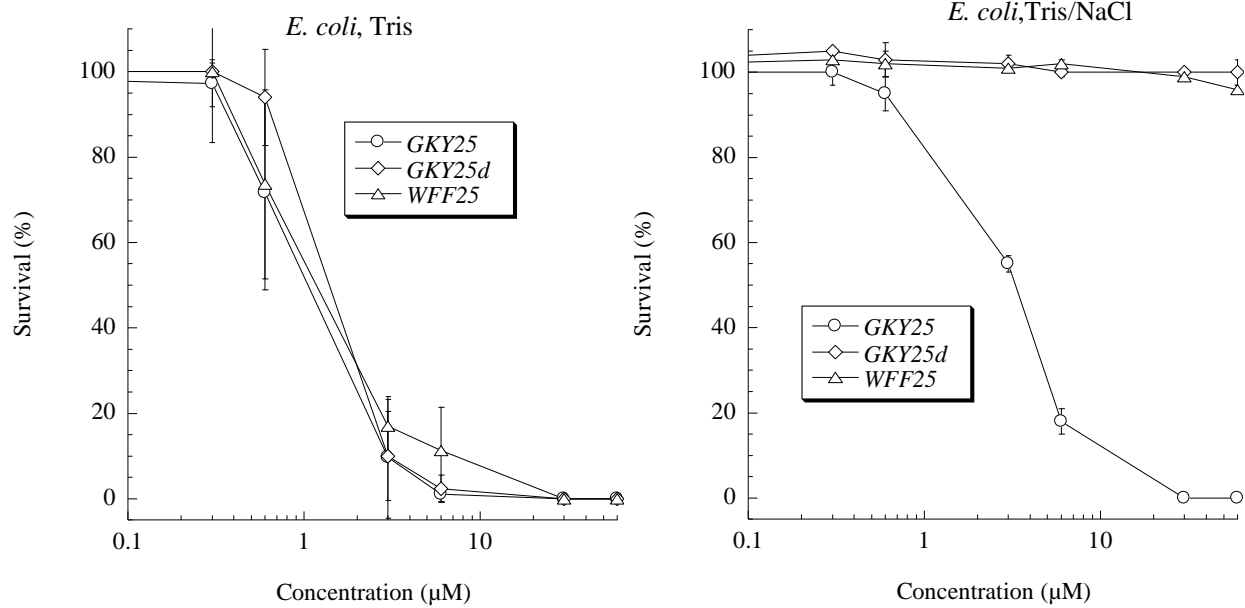 E. coli, Tris
100
80
60
40
20
0
Survival (%)
GKY25
GKY25d
WFF25
0.1
1
10
Concentration (μM)
E. coli,Tris/NaCl
100
80
60
40
20
0
Survival (%)
GKY25
GKY25d
WFF25
0.1
1
10
Concentration (μM)